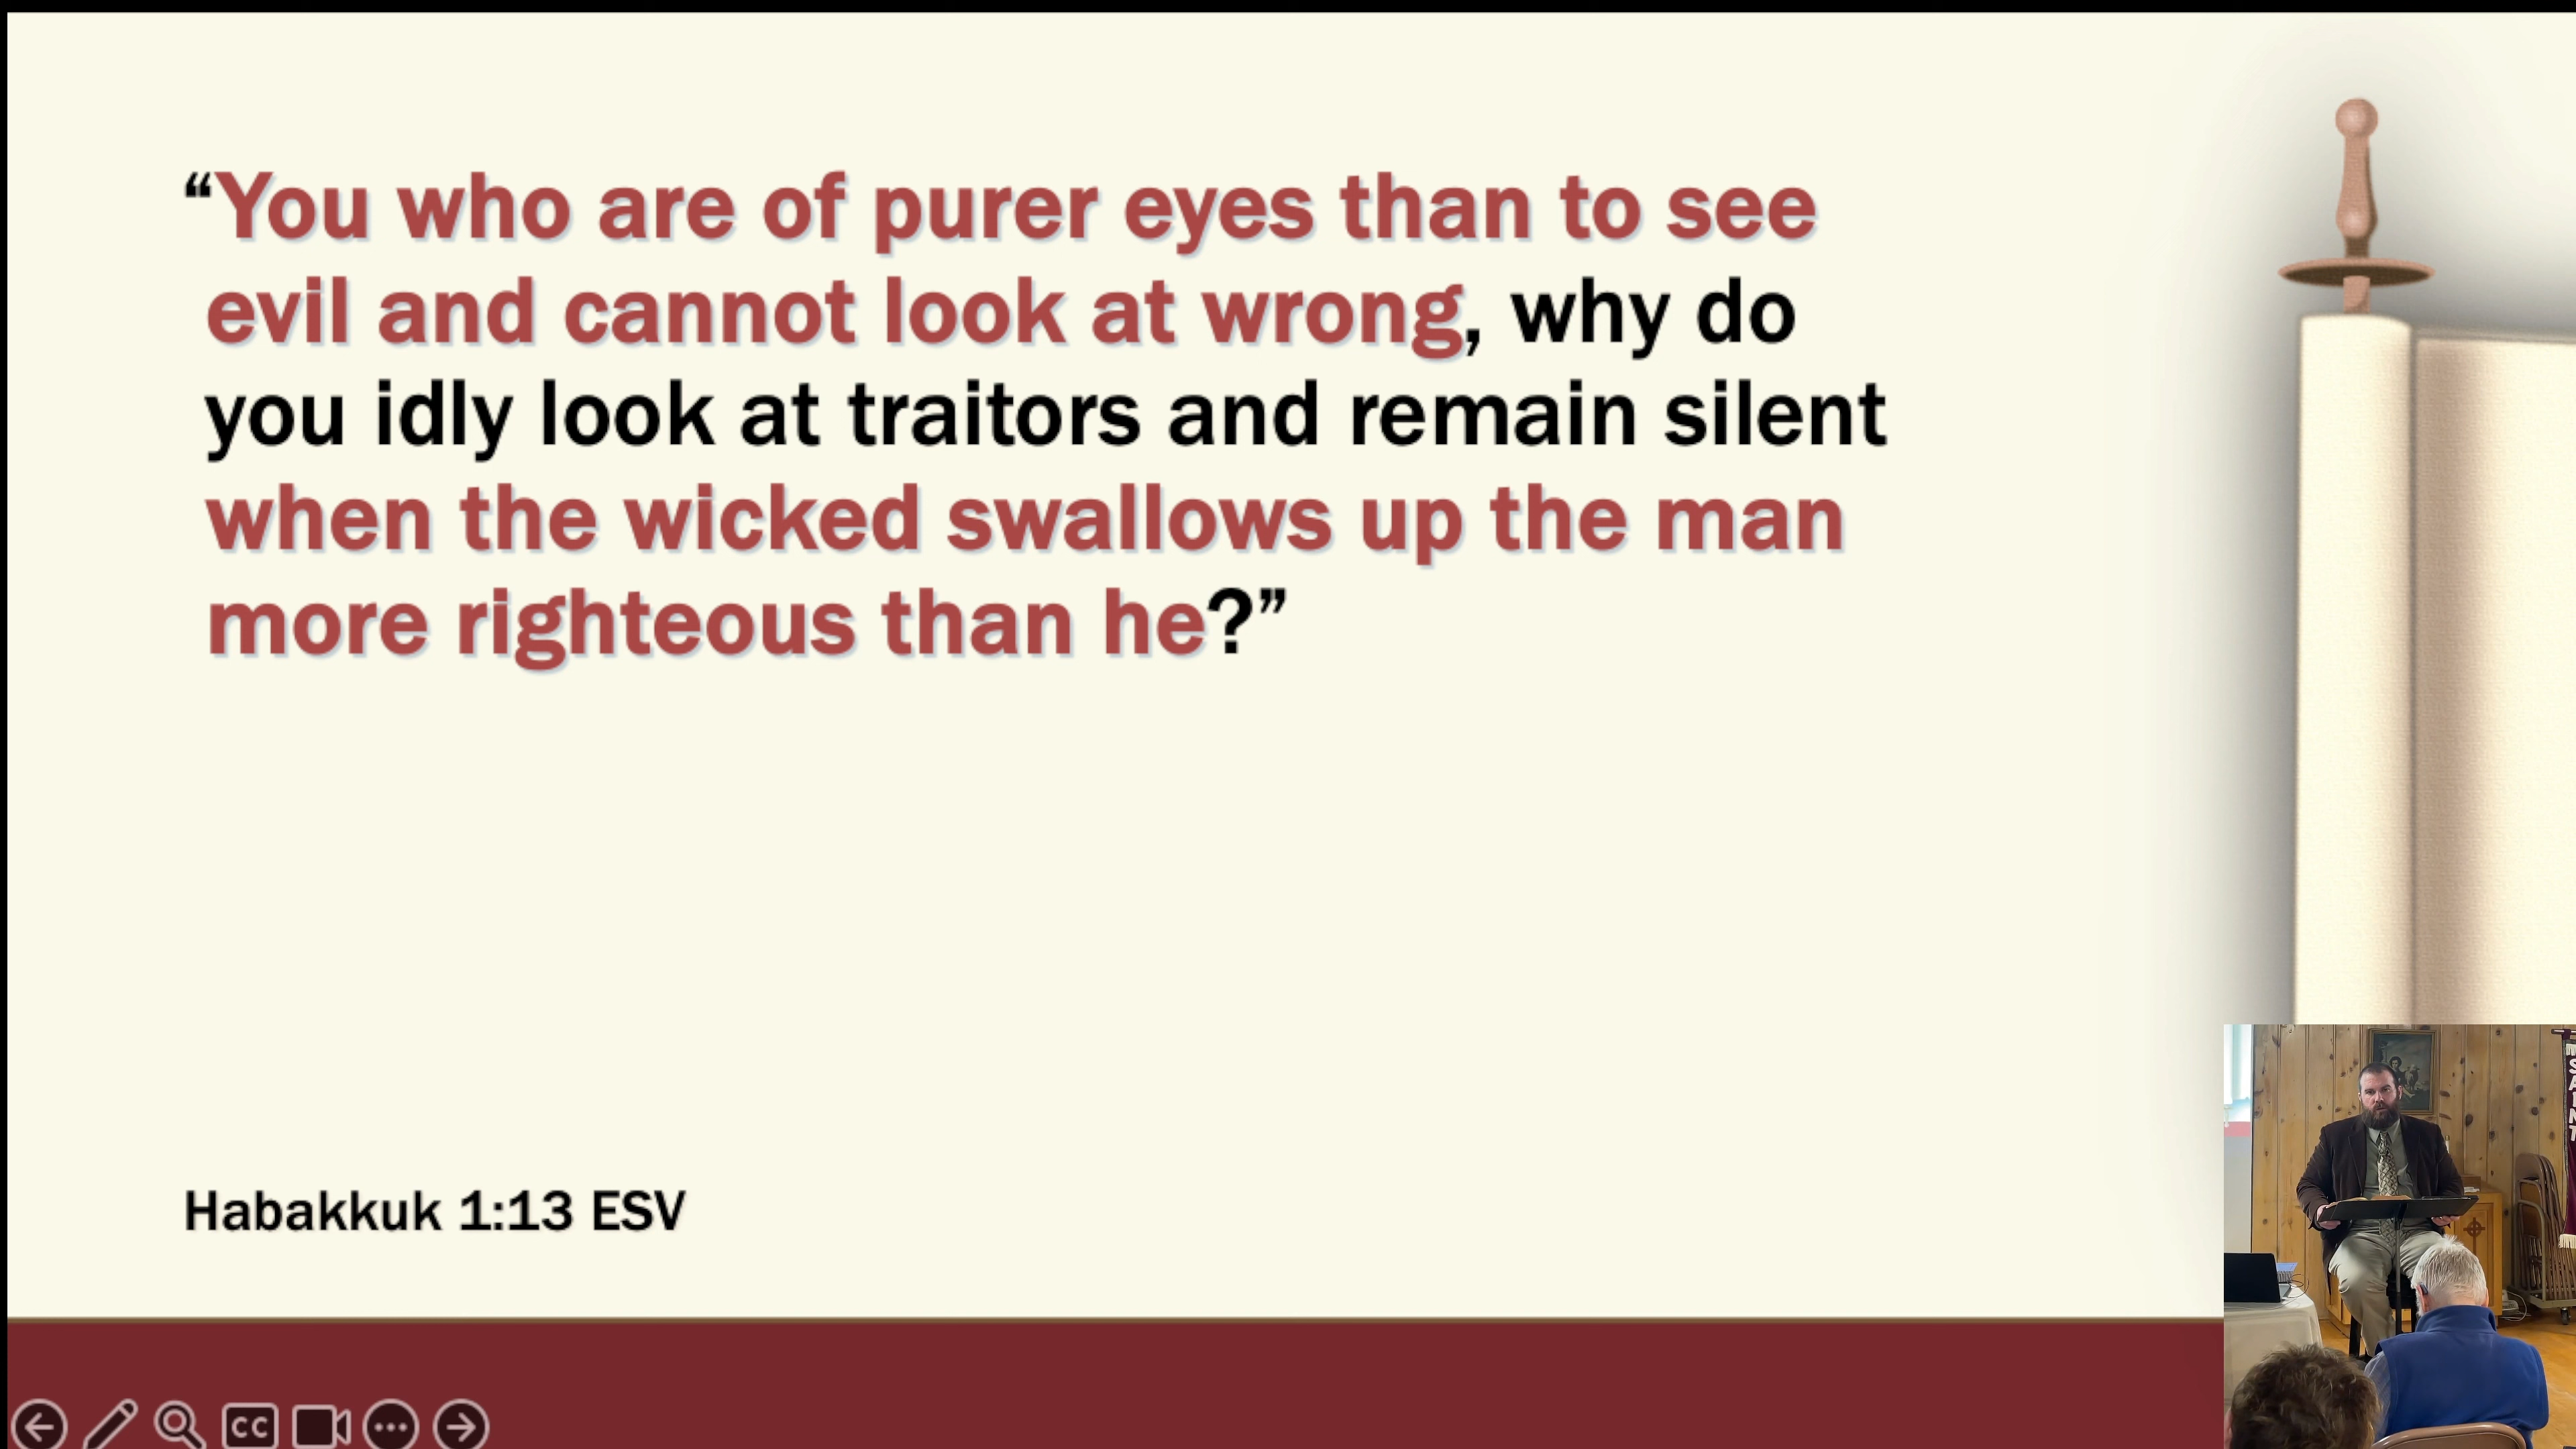 “You who are of purer eyes than to see
evil and cannot look at wrong, why do
you idly look at traitors and remain silent
when the wicked swallows up the man
more righteous than he?”
Habakkuk 1:13 ESV
CC
SAINT